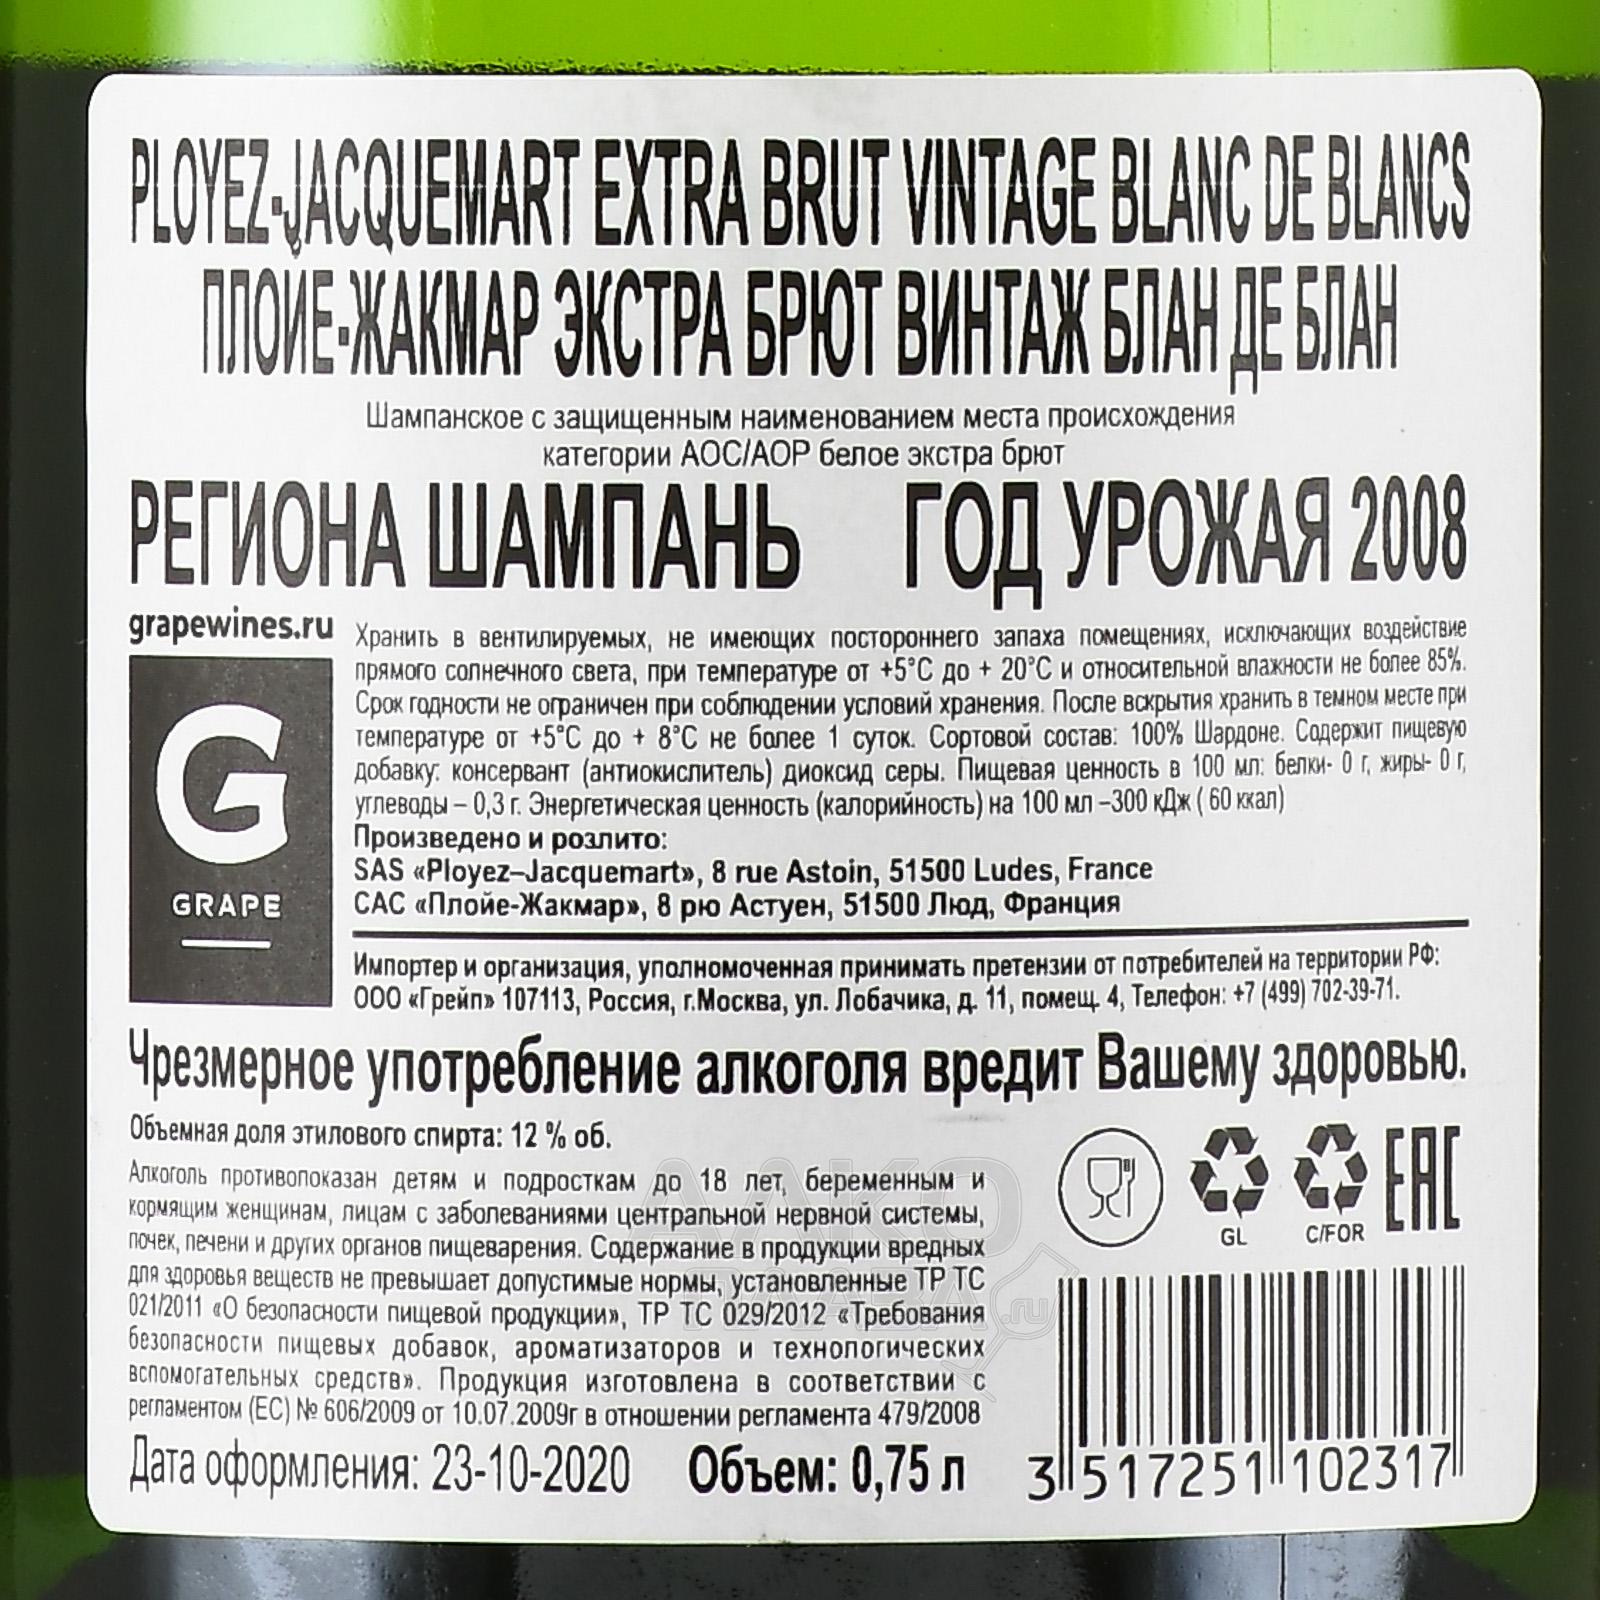 PLOYEZ-JACQUEMART EXTRA BRUT VINTAGE BLANC DE BLANCS
ПЛОЙЕ-ЖАКМАР ЭКСТРА БРЮТ ВИНТАЖ БЛАН ДЕ БЛАН
Шампанское с защищенным наименованием места происхождения
категории AOC/AOP белое экстра брют
РЕГИОНА ШАМПАНЬ ГОД УРОЖАЯ 2008
grapewines.ru
G
GRAPE
Хранить в вентилируемых, не имеющих постороннего запаха помещениях, исключающих воздействие
прямого солнечного света, при температуре от +5°С до + 20°С и относительной влажности не более 85%.
Срок годности не ограничен при соблюдении условий хранения. После вскрытия хранить в темном месте при
температуре от +5°С до + 8°С не более 1 суток. Сортовой состав: 100% Шардоне. Содержит пищевую
добавку: консервант (антиокислитель) диоксид серы. Пищевая ценность в 100 мл: белки- 0 г, жиры- 0 г,
углеводы – 0,3 г. Энергетическая ценность (калорийность) на 100 мл –300 кДж ( 60 ккал)
Произведено и розлито:
SAS «Ployez–Jacquemart», 8 rue Astoin, 51500 Ludes, France
САС «Плойе-Жакмар», 8 рю Астуен, 51500 Люд, Франция
Импортер и организация, уполномоченная принимать претензии от потребителей на территории РФ:
ООО «Грейп» 107113, Россия, г.Москва, ул. Лобачика, д. 11, помещ. 4, Телефон: +7 (499) 702-39-71.
Чрезмерное употребление алкоголя вредит Вашему здоровью.
Объемная доля этилового спирта: 12 % об.
Алкоголь противопоказан детям и подросткам до 18 лет, беременным и
кормящим женщинам, лицам с заболеваниями центральной нервной системы,
почек, печени и других органов пищеварения. Содержание в продукции вредных
для здоровья веществ не превышает допустимые нормы, установленные ТР ТС
021/2011 «О безопасности пищевой продукции», ТР ТС 029/2012 «Требования
безопасности пищевых добавок, ароматизаторов и технологических
вспомогательных средств». Продукция изготовлена в соответствии с
регламентом (ЕС) № 606/2009 от 10.07.2009г в отношении регламента 479/2008
GL
C/FOR
EAC
Дата оформления: 23-10-2020 Объем: 0,75 л
3 517251 102317
АЛКО
ПЛАЗА
.ru